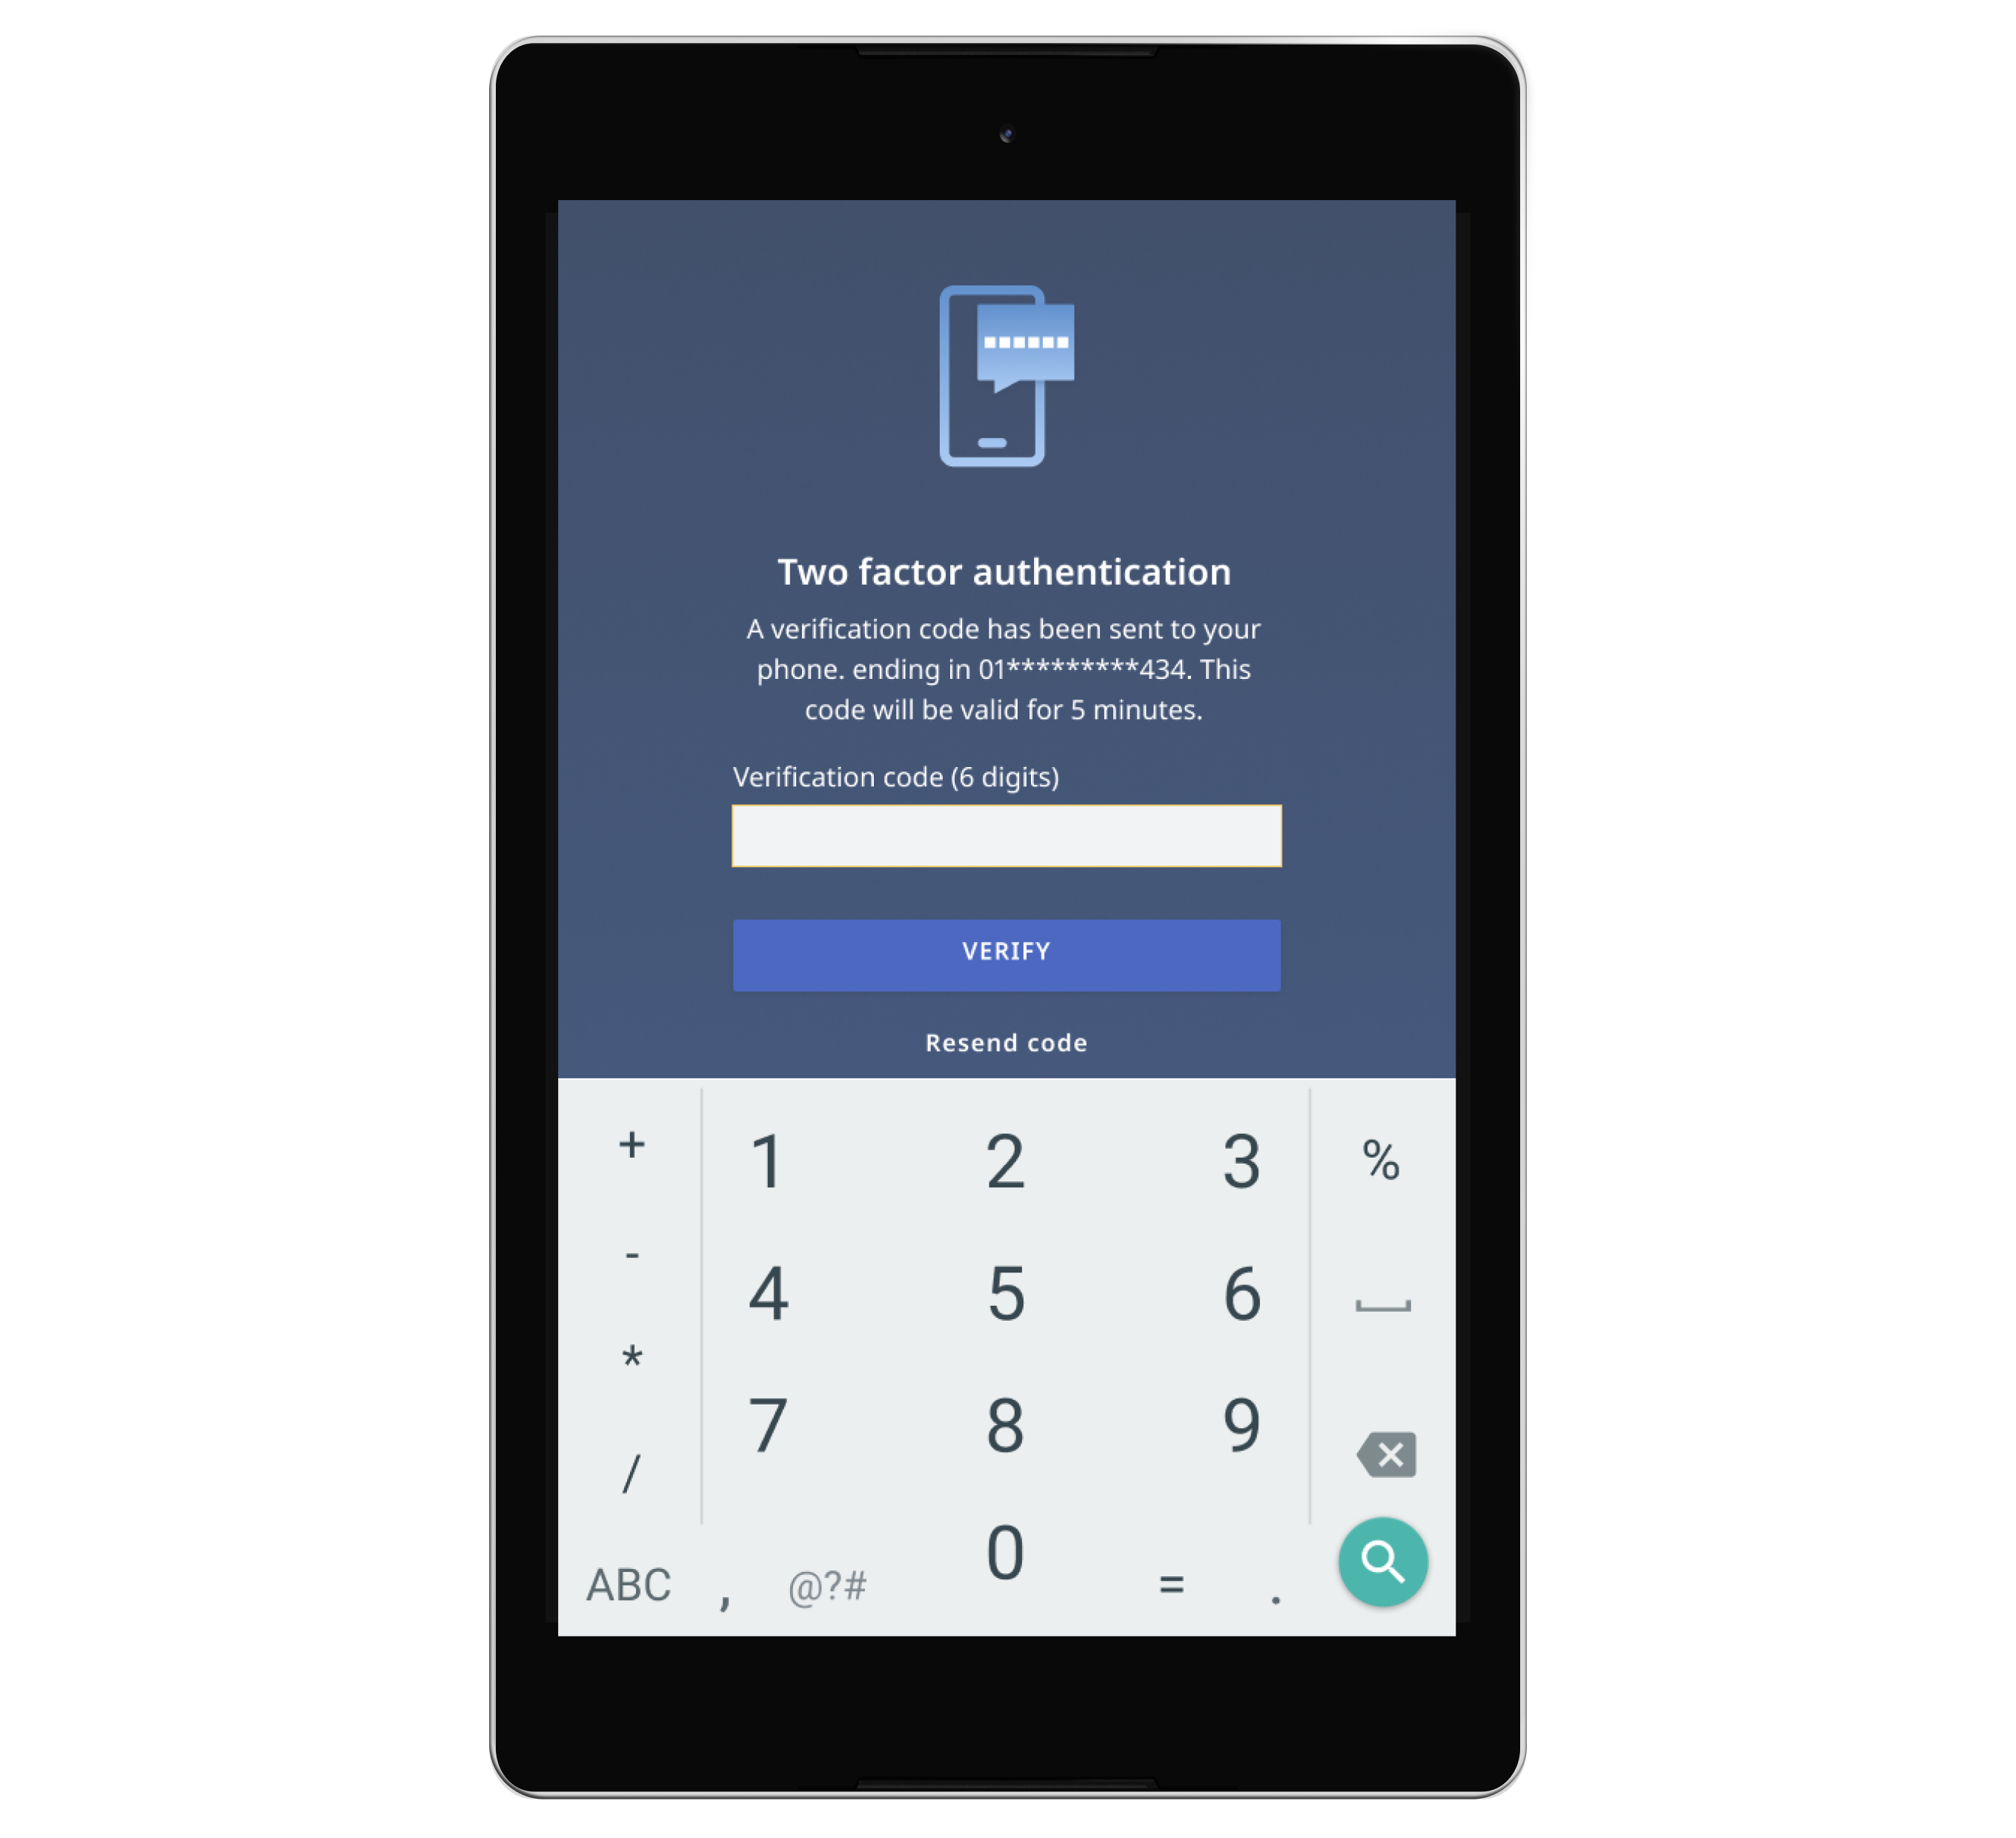 Two factor authentication
A verification code has been sent to your
phone. ending in 01*********434. This
code will be valid for 5 minutes.
Verification code (6 digits)
VERIFY
Resend code
+ 1 2 3 %
- 4 5 6
* 7 8 9
/
ABC , @?# 0 = .